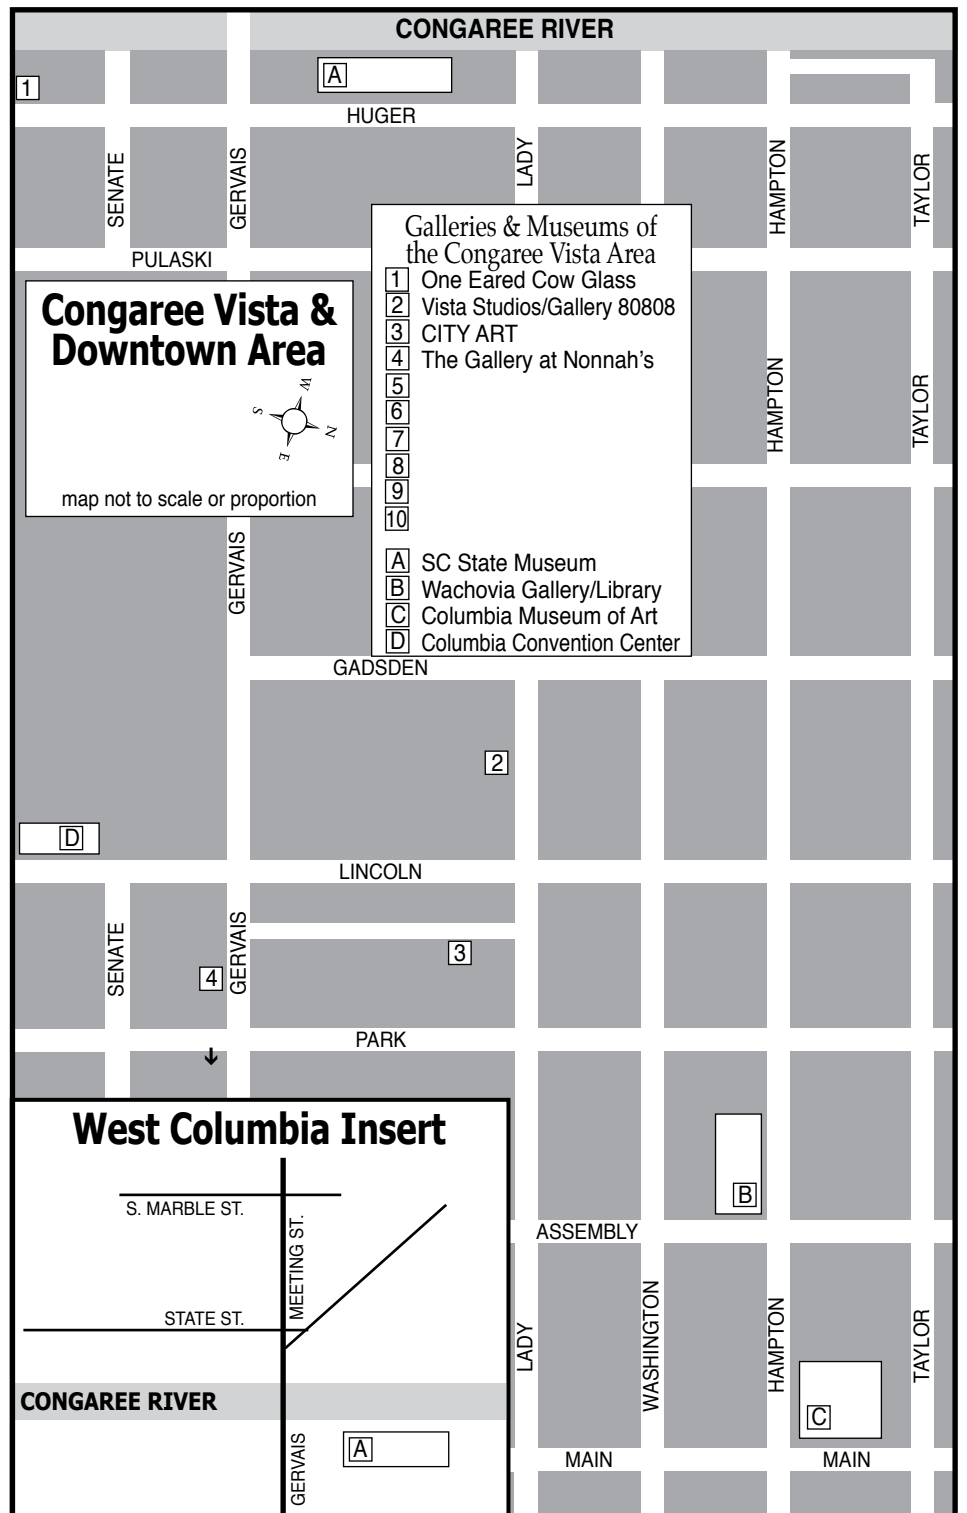 CONGAREE RIVER
1
A
HUGER
SENATE
GERVAIS
LADY
HAMPTON
TAYLOR
PULASKI
Galleries & Museums of
the Congaree Vista Area
1 One Eared Cow Glass
2 Vista Studios/Gallery 80808
3 CITY ART
4 The Gallery at Nonnah's
5
6
7
8
9
10
A SC State Museum
B Wachovia Gallery/Library
C Columbia Museum of Art
D Columbia Convention Center
Congaree Vista &
Downtown Area
W
S
N
E
map not to scale or proportion
HAMPTON
TAYLOR
GERVAIS
GADSDEN
2
D
LINCOLN
SENATE
GERVAIS
3
4
PARK
West Columbia Insert
S. MARBLE ST.
MEETING ST.
STATE ST.
CONGAREE RIVER
GERVAIS
A
B
ASSEMBLY
LADY
WASHINGTON
HAMPTON
TAYLOR
C
MAIN
MAIN